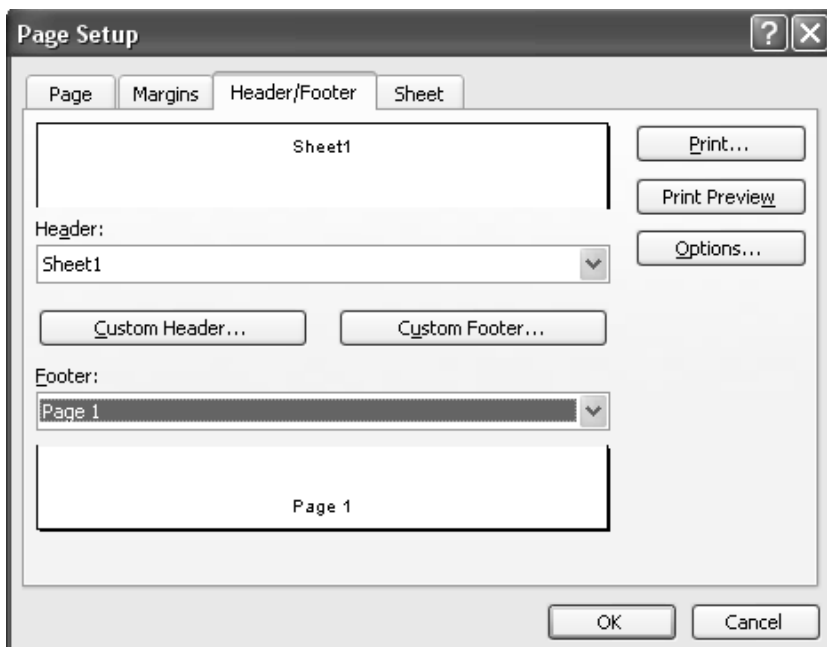 Page Setup
Page Margins Header/Footer Sheet
Sheet1
Print...
Print Preview
Header:
Sheet1
Options...
Custom Header... Custom Footer...
Footer:
Page 1
Page 1
OK Cancel